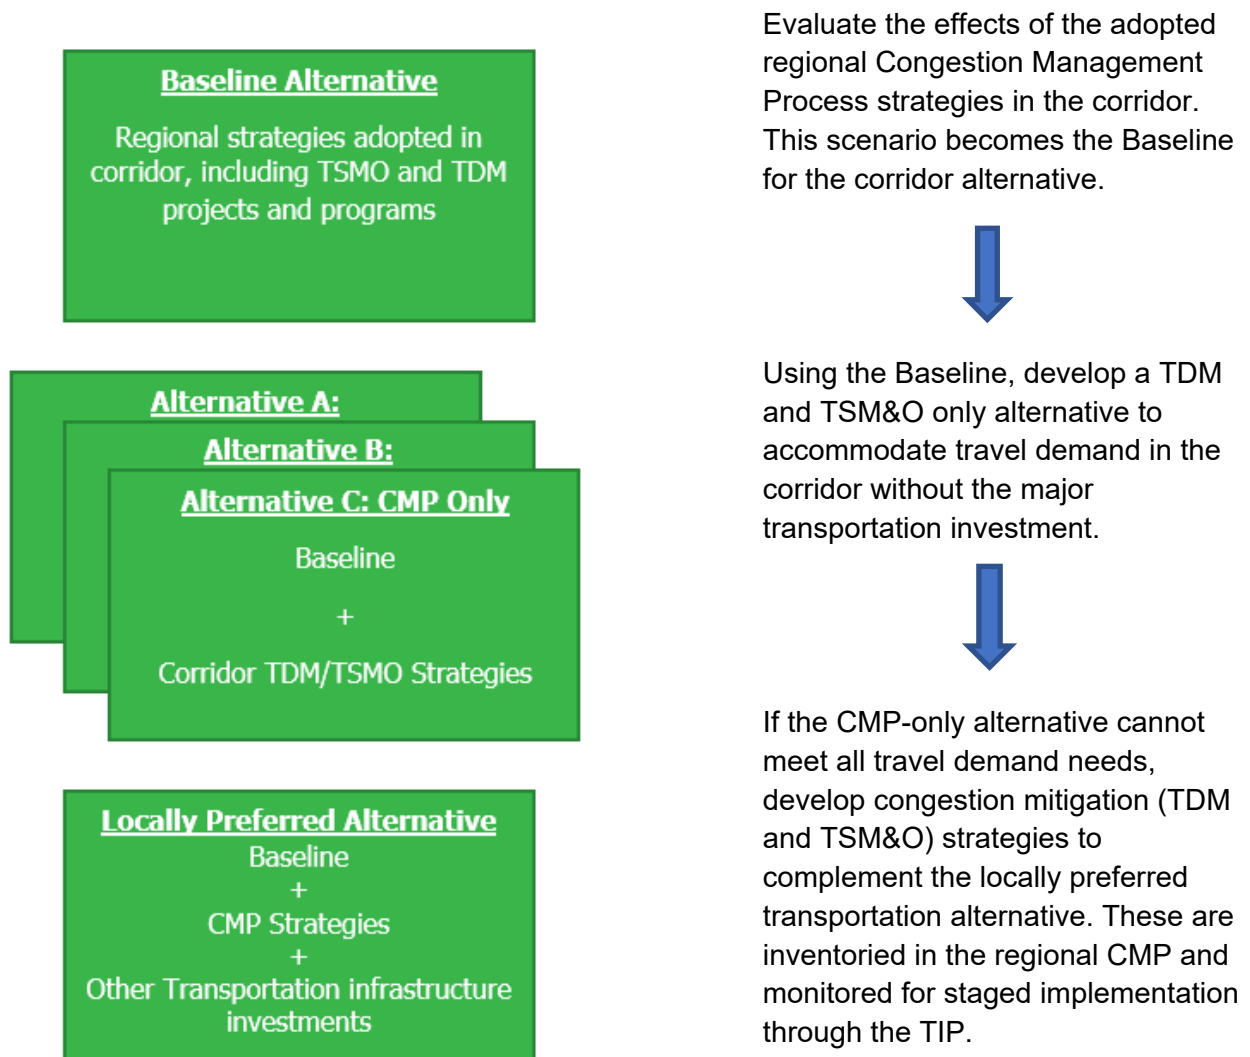 Baseline Alternative
Regional strategies adopted in
corridor, including TSMO and TDM
projects and programs
Evaluate the effects of the adopted
regional Congestion Management
Process strategies in the corridor.
This scenario becomes the Baseline
for the corridor alternative.
Alternative A:
Alternative B:
Alternative C: CMP Only
Baseline
+
Corridor TDM/TSMO Strategies
Using the Baseline, develop a TDM
and TSM&O only alternative to
accommodate travel demand in the
corridor without the major
transportation investment.
Locally Preferred Alternative
Baseline
+
CMP Strategies
+
Other Transportation infrastructure
investments
If the CMP-only alternative cannot
meet all travel demand needs,
develop congestion mitigation (TDM
and TSM&O) strategies to
complement the locally preferred
transportation alternative. These are
inventoried in the regional CMP and
monitored for staged implementation
through the TIP.